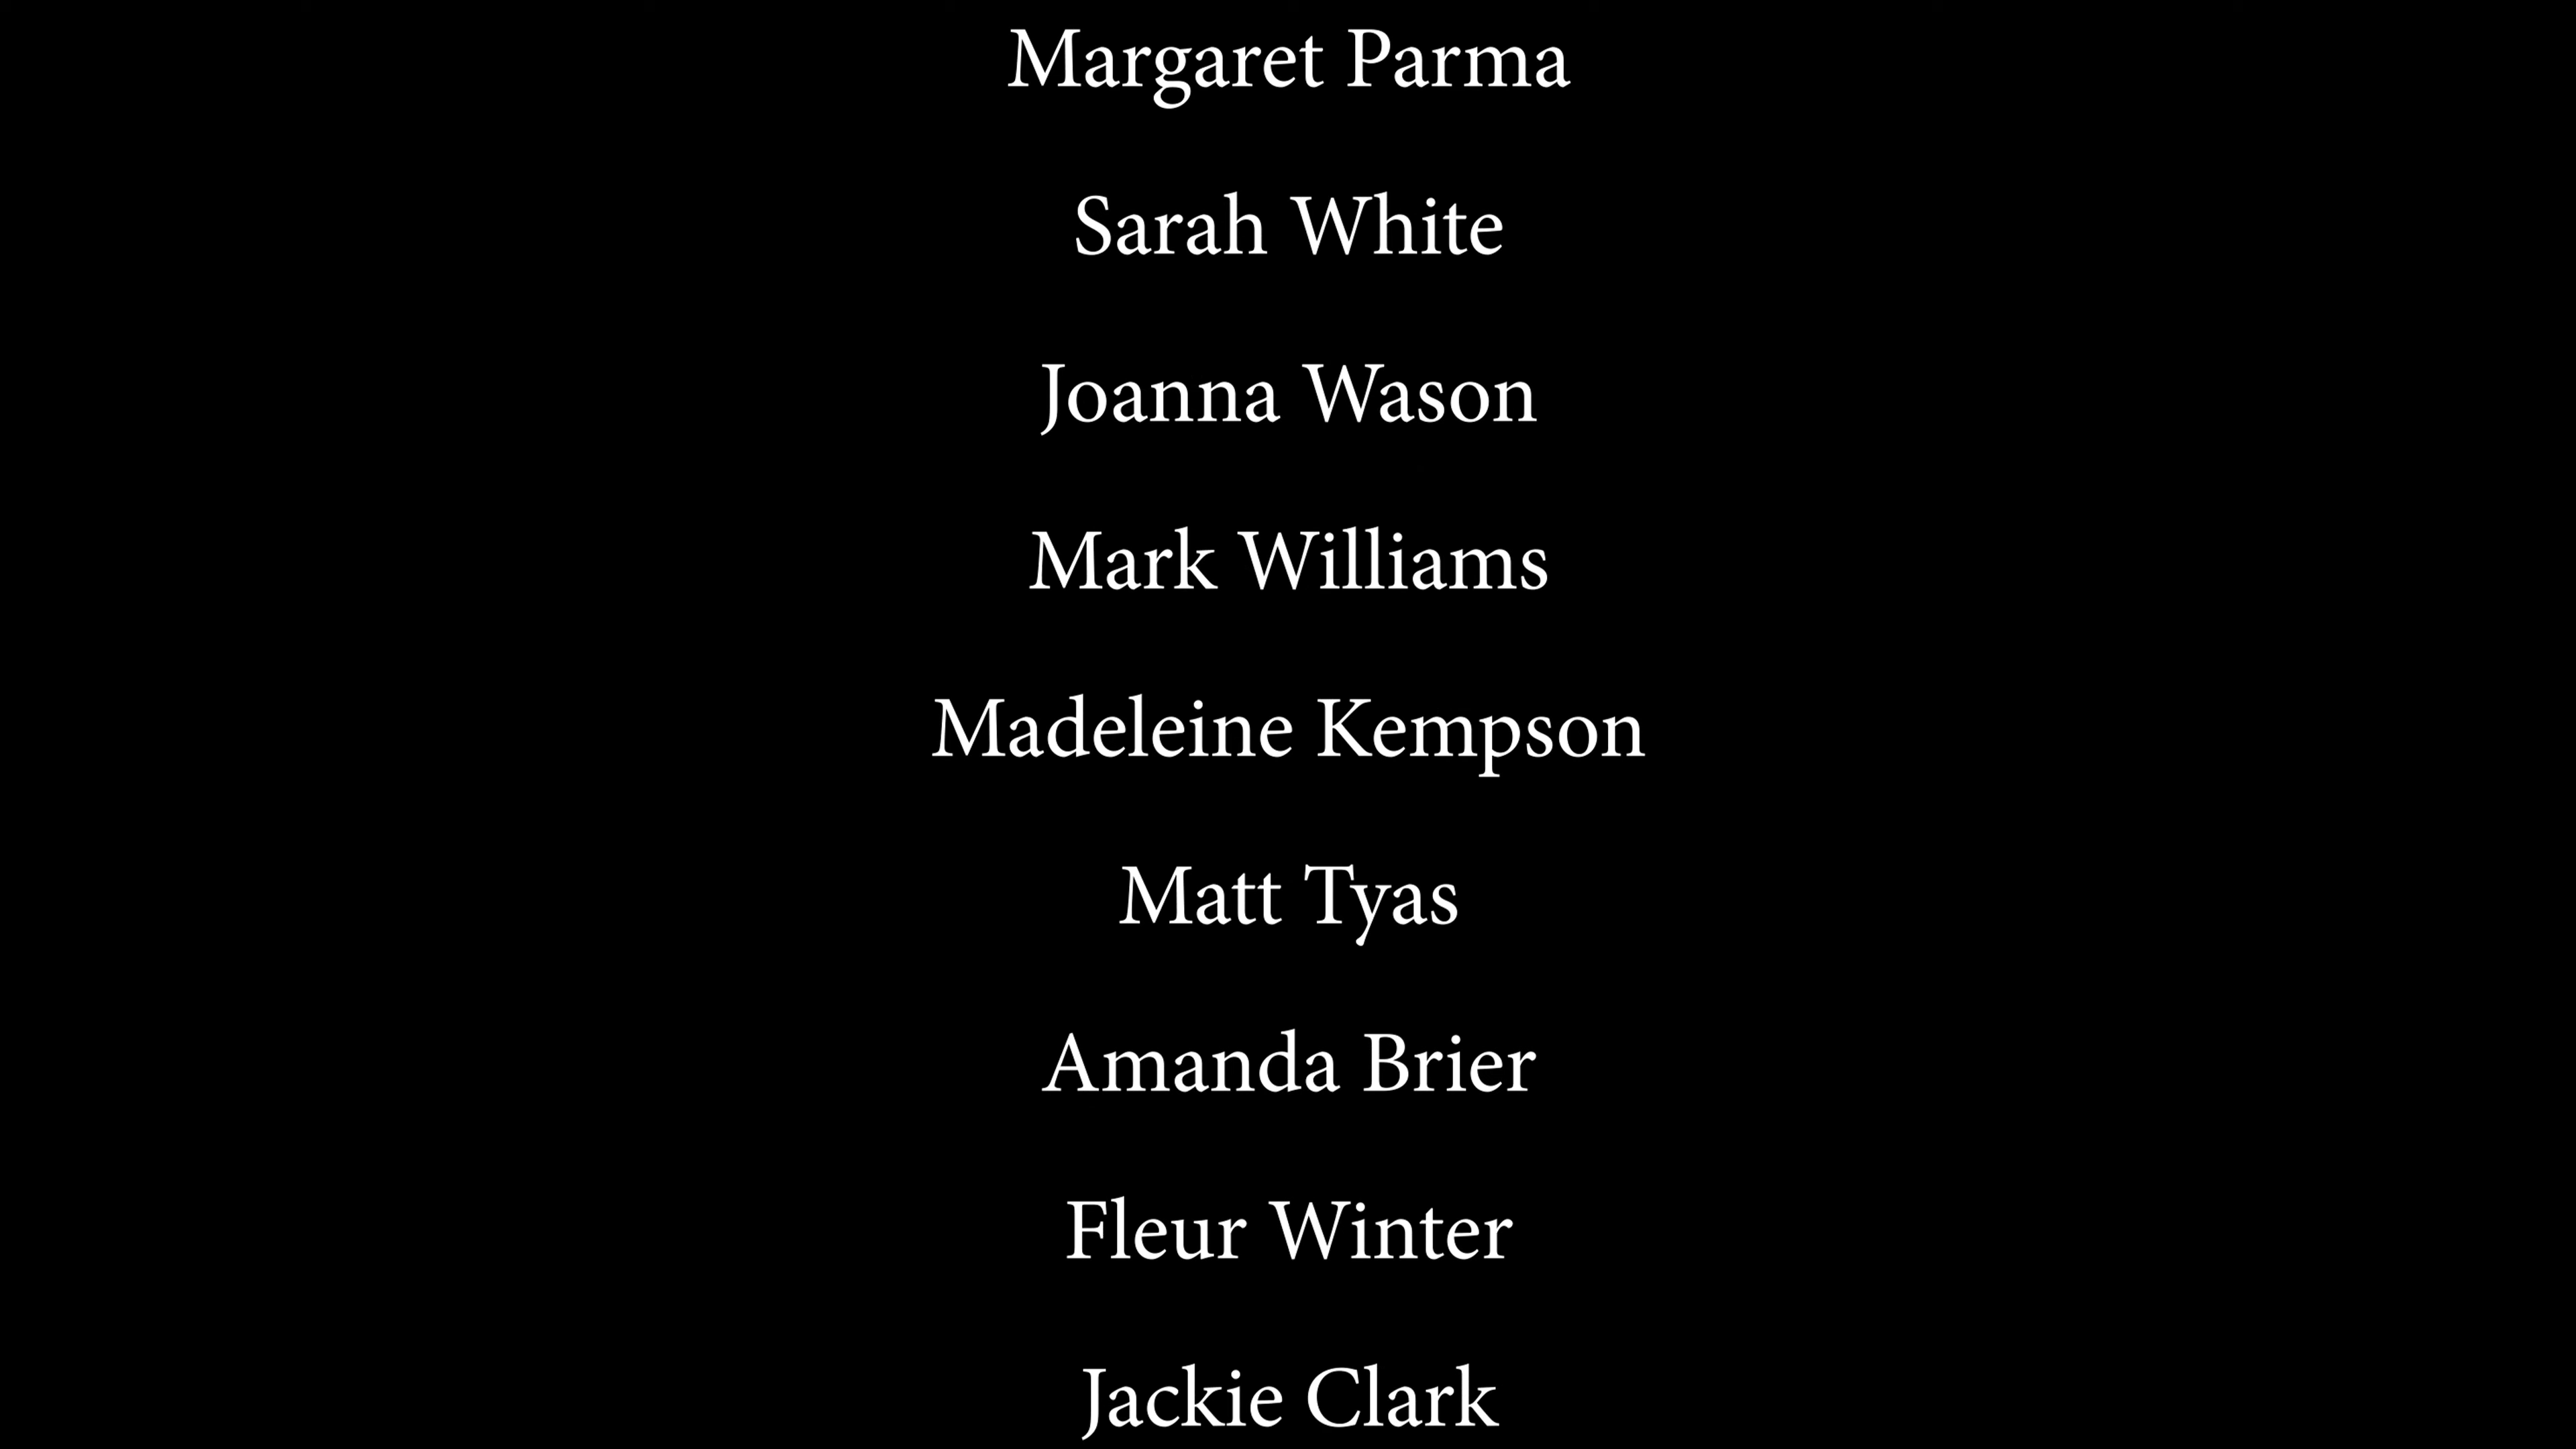 Margaret Parma
Sarah White
Joanna Wason
Mark Williams
Madeleine Kempson
Matt Tyas
Amanda Brier
Fleur Winter
Jackie Clark